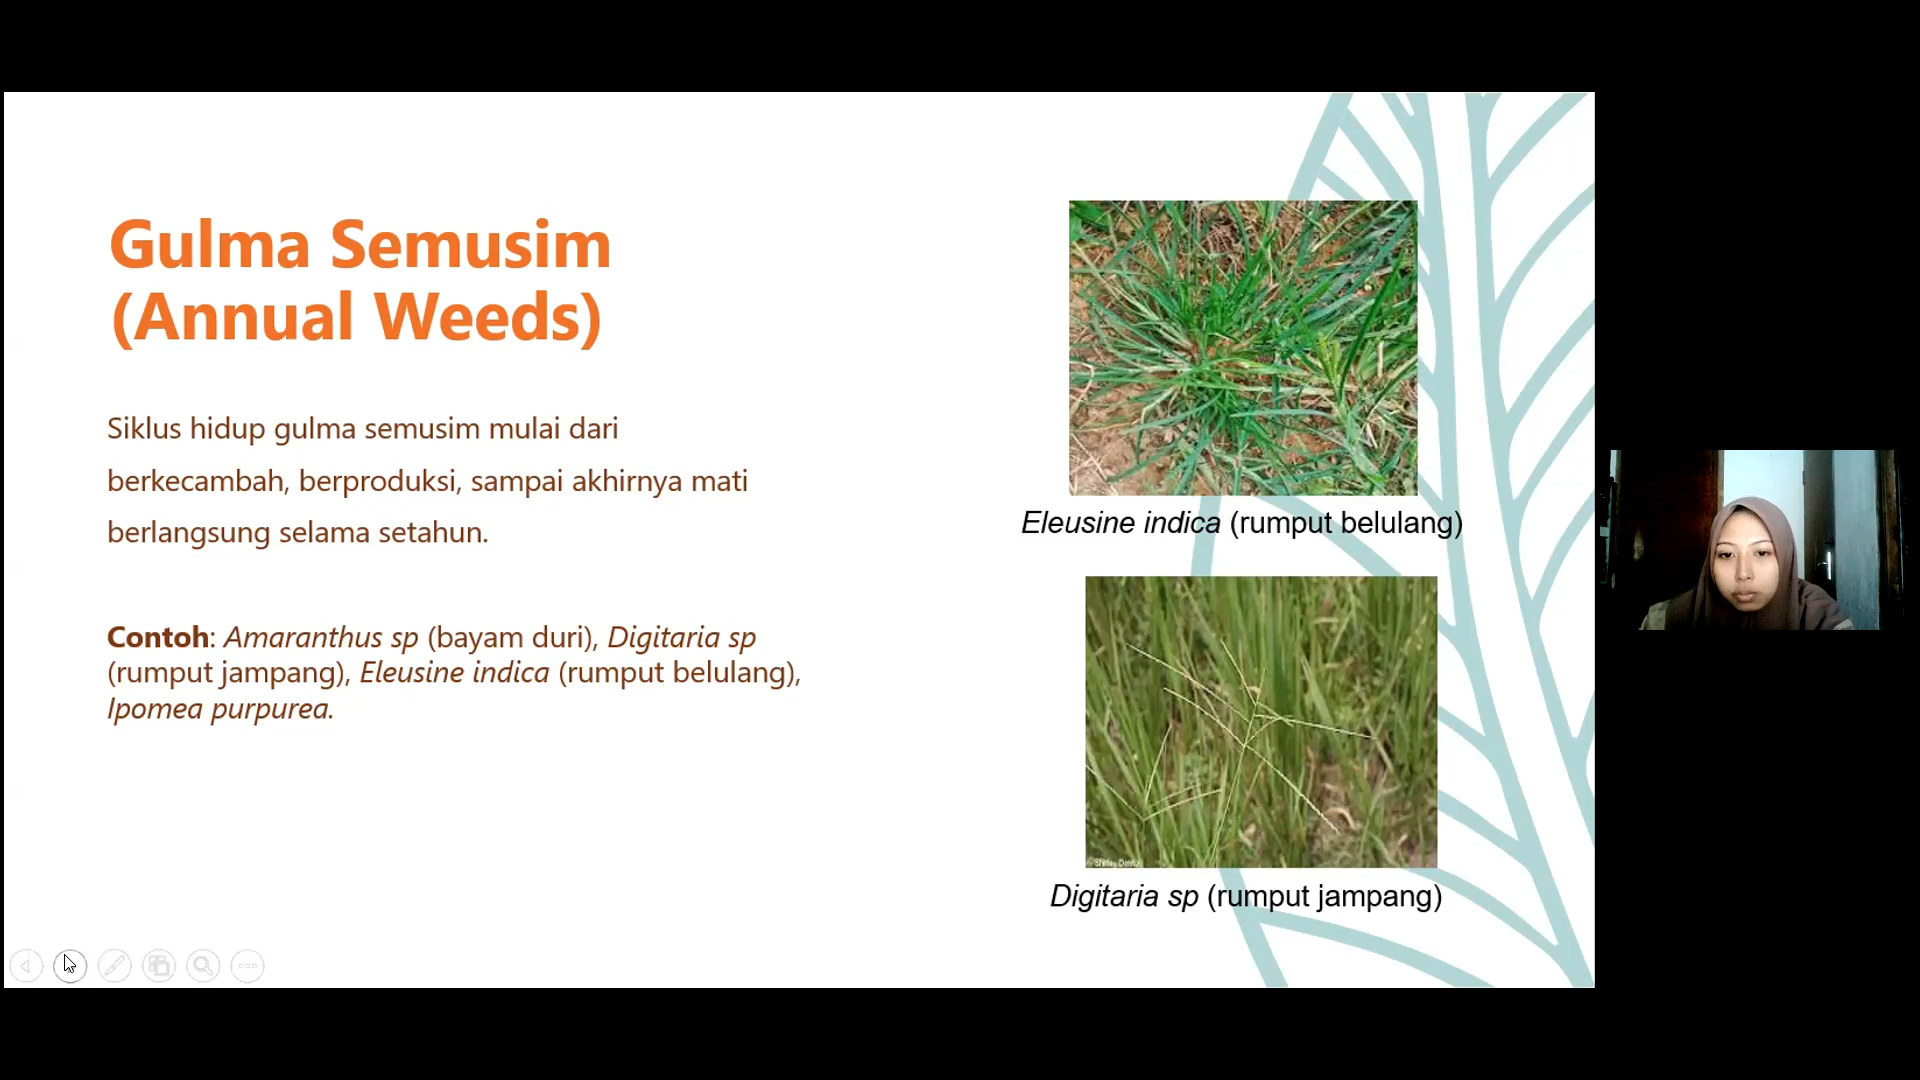 Gulma Semusim
(Annual Weeds)
Siklus hidup gulma semusim mulai dari
berkecambah, berproduksi, sampai akhirnya mati
berlangsung selama setahun.
Contoh: Amaranthus sp (bayam duri), Digitaria sp
(rumput jampang), Eleusine indica (rumput belulang),
Ipomea purpurea.
Eleusine indica (rumput belulang)
Digitaria sp (rumput jampang)